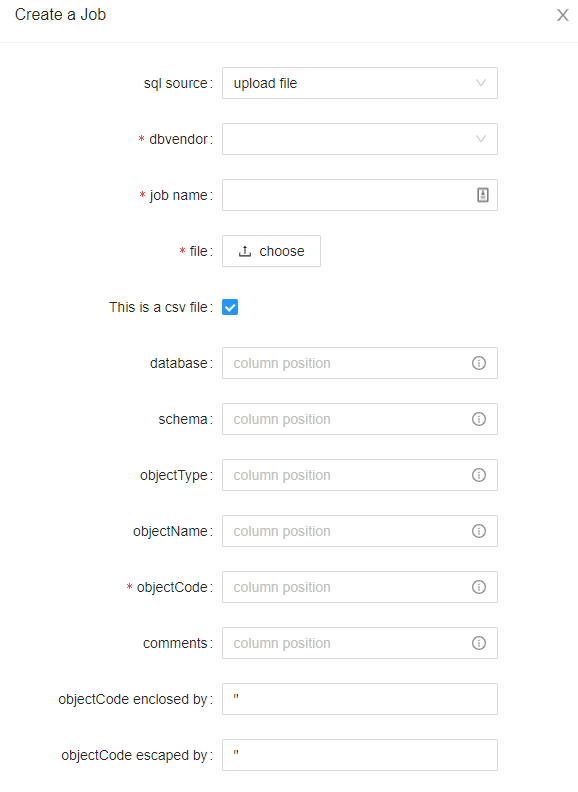 Create a Job
sql source: upload file
* dbvendor:
* job name:
* file: choose
This is a csv file:
database: column position
schema: column position
objectType: column position
objectName: column position
* objectCode: column position
comments: column position
objectCode enclosed by: "
objectCode escaped by: "